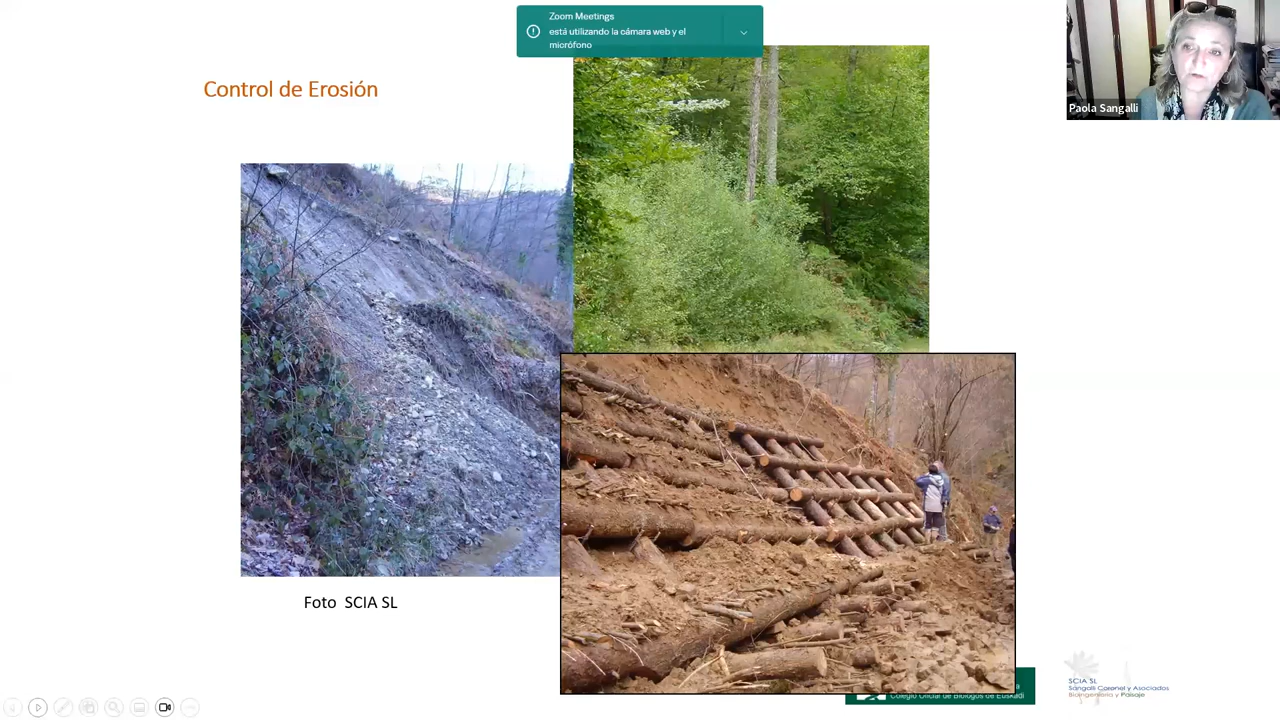 Zoom Meetings
está utilizando la cámara web y el
micrófono
Control de Erosión
Paola Sangalli
Foto SCIA SL
SCIA SL
Sangalli Coronel y Asociados
Bioingeniería y Paisaje
Colegio Oficial de Biólogos de Euskadi